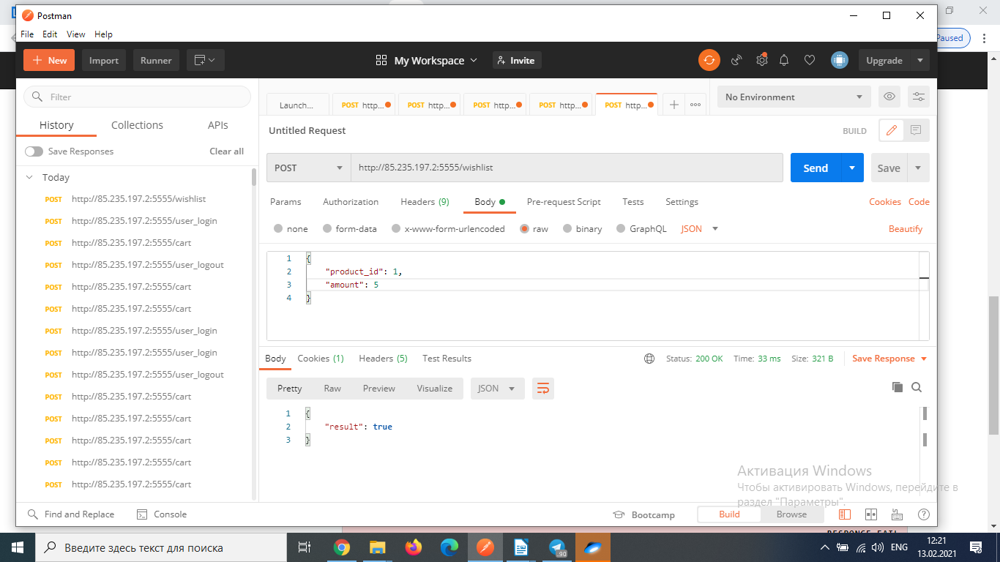 Postman
File Edit View Help
Paused
New Import Runner My Workspace Invite Upgrade
Filter
History Collections APIs
Save Responses Clear all
Today
POST http://85.235.197.2:5555/wishlist
POST http://85.235.197.2:5555/user_login
POST http://85.235.197.2:5555/cart
POST http://85.235.197.2:5555/user_logout
POST http://85.235.197.2:5555/cart
POST http://85.235.197.2:5555/cart
POST http://85.235.197.2:5555/user_login
POST http://85.235.197.2:5555/user_login
POST http://85.235.197.2:5555/user_logout
POST http://85.235.197.2:5555/cart
POST http://85.235.197.2:5555/cart
POST http://85.235.197.2:5555/cart
POST http://85.235.197.2:5555/cart
POST http://85.235.197.2:5555/cart
Launch... POST http... POST http... POST http... POST http... POST http... No Environment
Untitled Request BUILD
POST http://85.235.197.2:5555/wishlist Send Save
Params Authorization Headers (9) Body Pre-request Script Tests Settings Cookies Code
none form-data x-www-form-urlencoded raw binary GraphQL JSON Beautify
1 {
2 "product_id": 1,
3 "amount": 5
4 }
Body Cookies (1) Headers (5) Test Results Status: 200 OK Time: 33 ms Size: 321 B Save Response
Pretty Raw Preview Visualize JSON
1 {
2 "result": true
3 }
Активация Windows
Чтобы активировать Windows, перейдите в
раздел "Параметры".
Find and Replace Console Bootcamp Build Browse
RESPONSE FAIL
Введите здесь текст для поиска
.90
ENG
12:21
13.02.2021